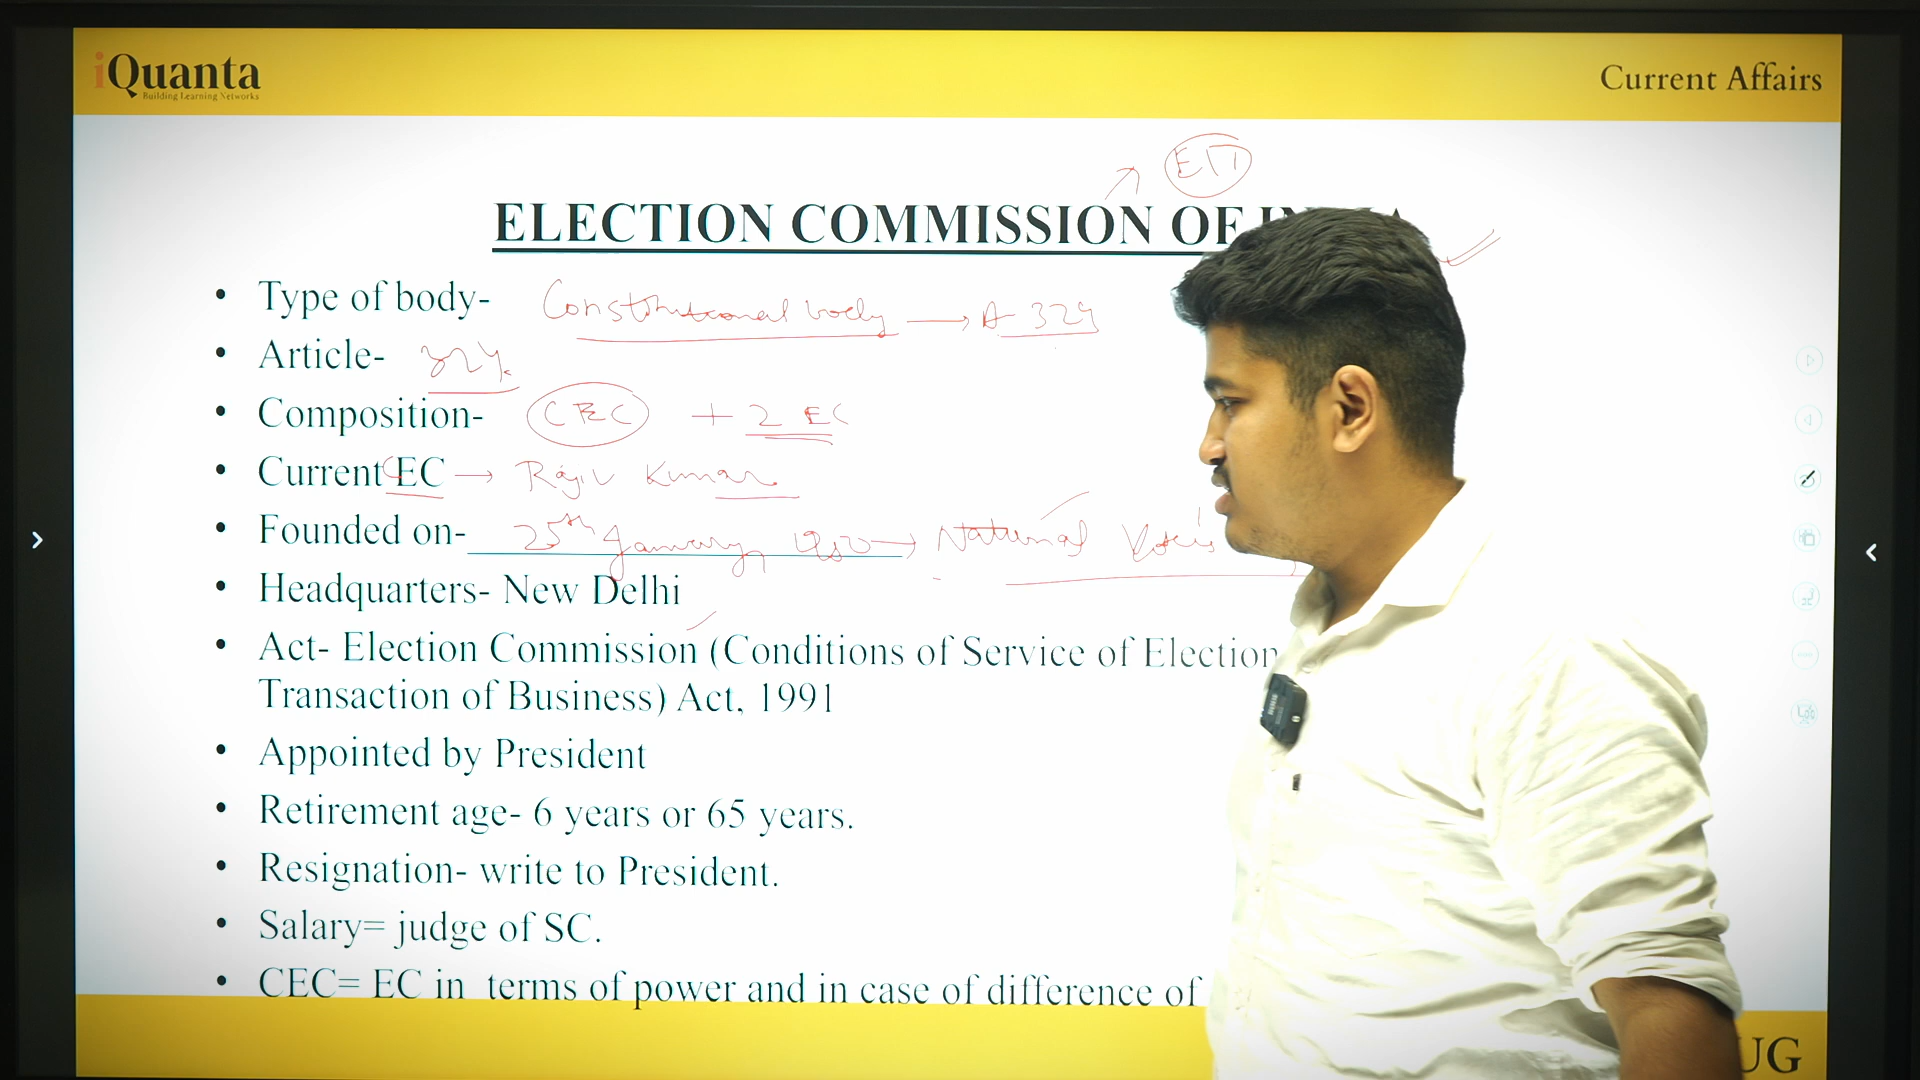 iQuanta
Building Learning Networks
Current Affairs
ELECTION COMMISSION OF INDIA
• Type of body- Constitutional body → A 324
• Article- 324
• Composition- CEC + 2 EC
• Current CEC → Rajiv Kumar
• Founded on- 25th January, 1950 → National Voter's
• Headquarters- New Delhi
• Act- Election Commission (Conditions of Service of Election
Transaction of Business) Act, 1991
• Appointed by President
• Retirement age- 6 years or 65 years.
• Resignation- write to President.
• Salary= judge of SC.
• CEC= EC in terms of power and in case of difference of
UG